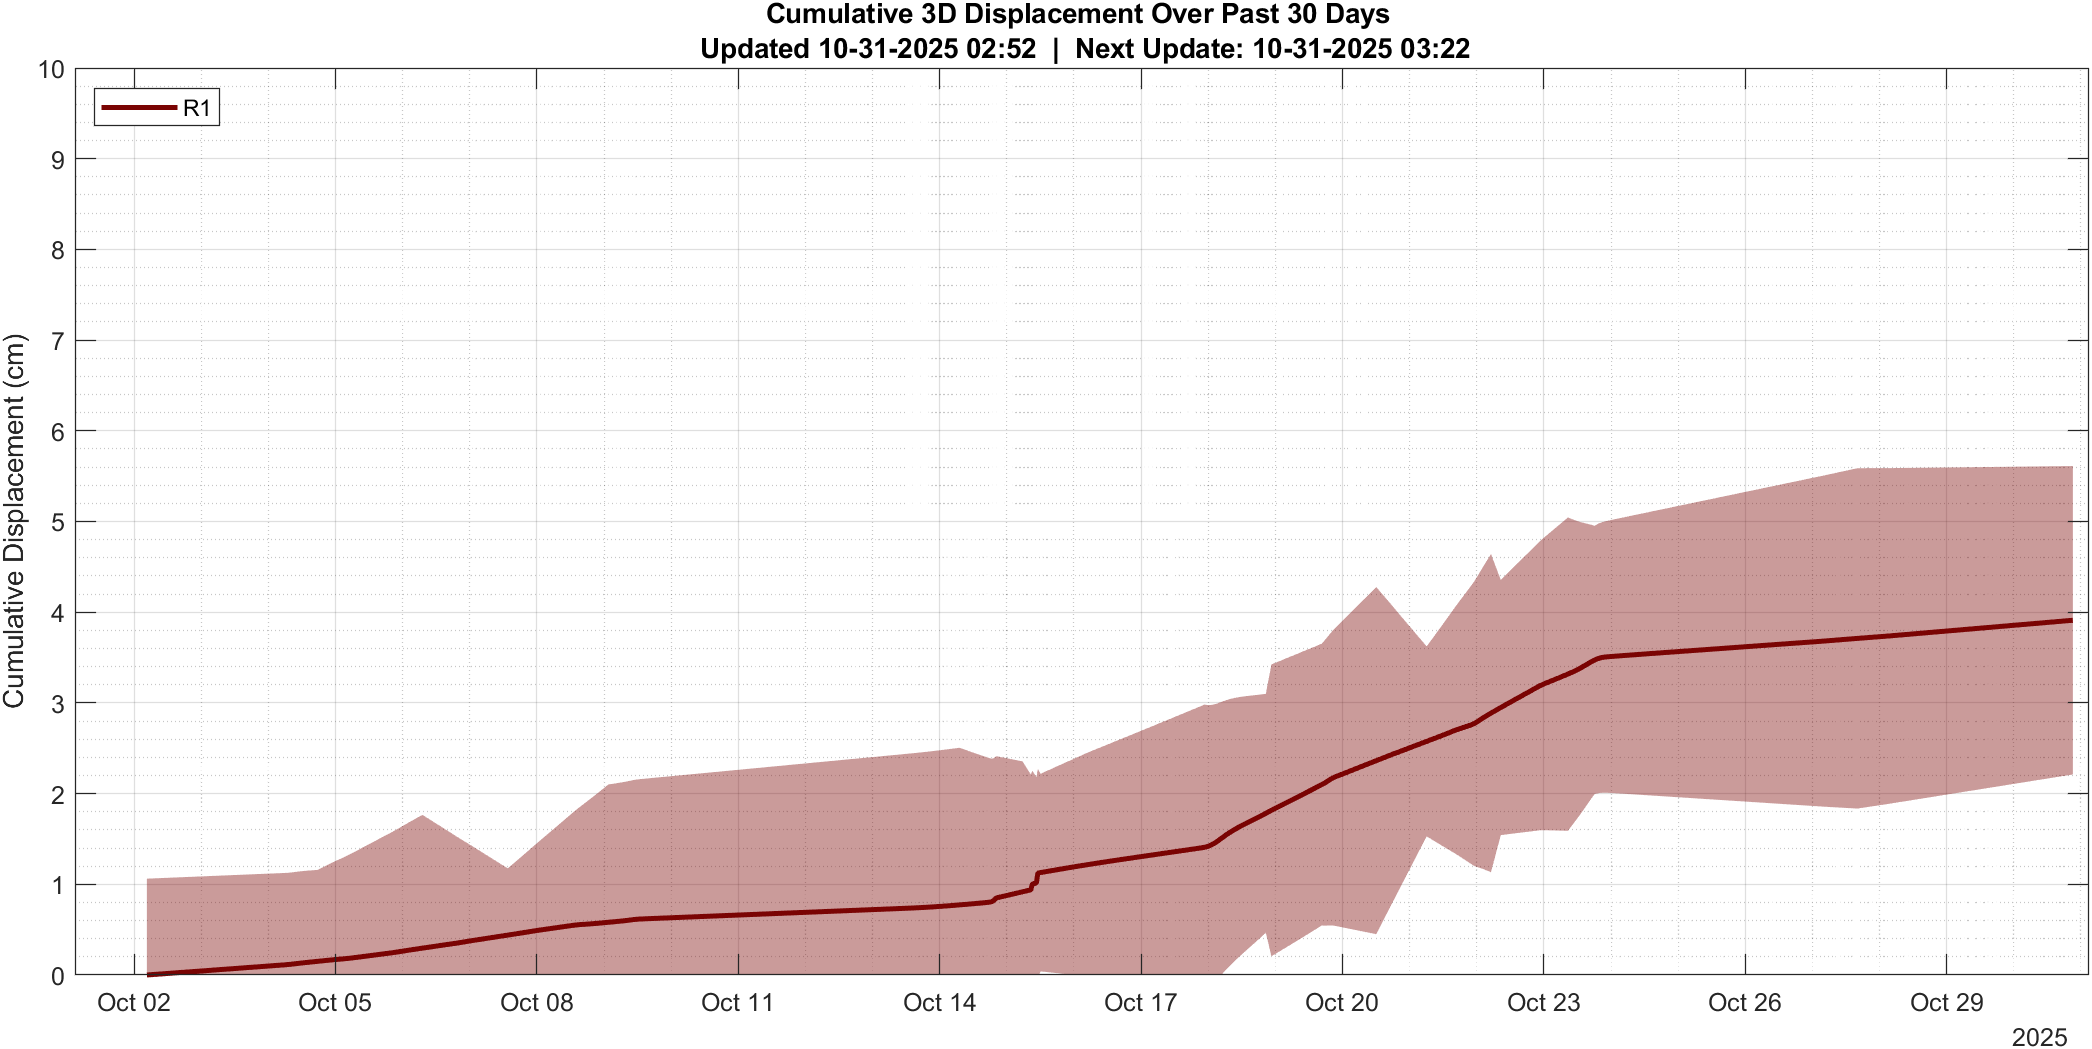 Cumulative 3D Displacement Over Past 30 Days
Updated 10-31-2025 02:52 | Next Update: 10-31-2025 03:22
R1
Cumulative Displacement (cm)
10
9
8
7
6
5
4
3
2
1
0
Oct 02 Oct 05 Oct 08 Oct 11 Oct 14 Oct 17 Oct 20 Oct 23 Oct 26 Oct 29
2025